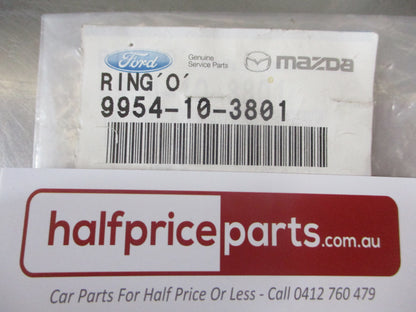 Ford
Genuine
Service Parts
mazda
RING'O'
9954-10-3801
halfpriceparts.com.au
Car Parts For Half Price Or Less - Call 0412 760 479